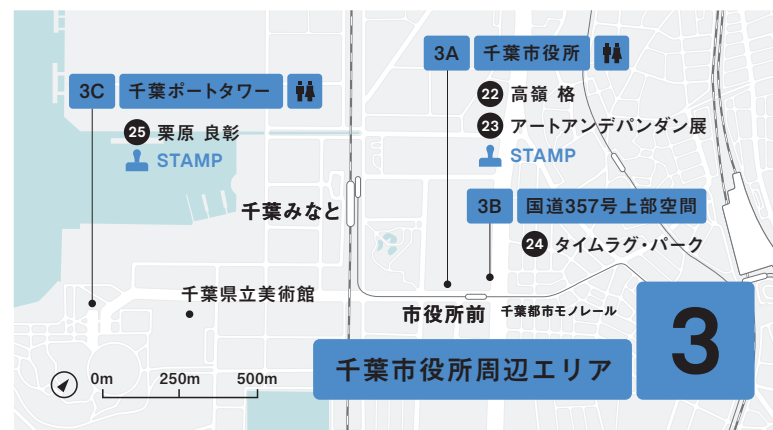 3A 千葉市役所
22 高嶺 格
23 アートアンデパンダン展
STAMP
3C 千葉ポートタワー
25 栗原 良彰
STAMP
3B 国道357号上部空間
24 タイムラグ・パーク
千葉みなと
千葉県立美術館
市役所前 千葉都市モノレール
3
千葉市役所周辺エリア
0m 250m 500m